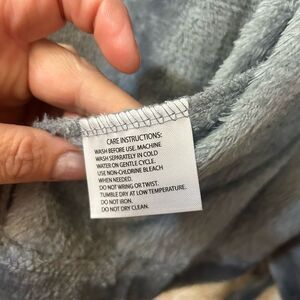 CARE INSTRUCTIONS:
WASH BEFORE USE. MACHINE
WASH SEPARATELY IN COLD
WATER ON GENTLE CYCLE.
USE NON-CHLORINE BLEACH
WHEN NEEDED.
DO NOT WRING OR TWIST.
TUMBLE DRY AT LOW TEMPERATURE.
DO NOT IRON.
DO NOT DRY CLEAN.